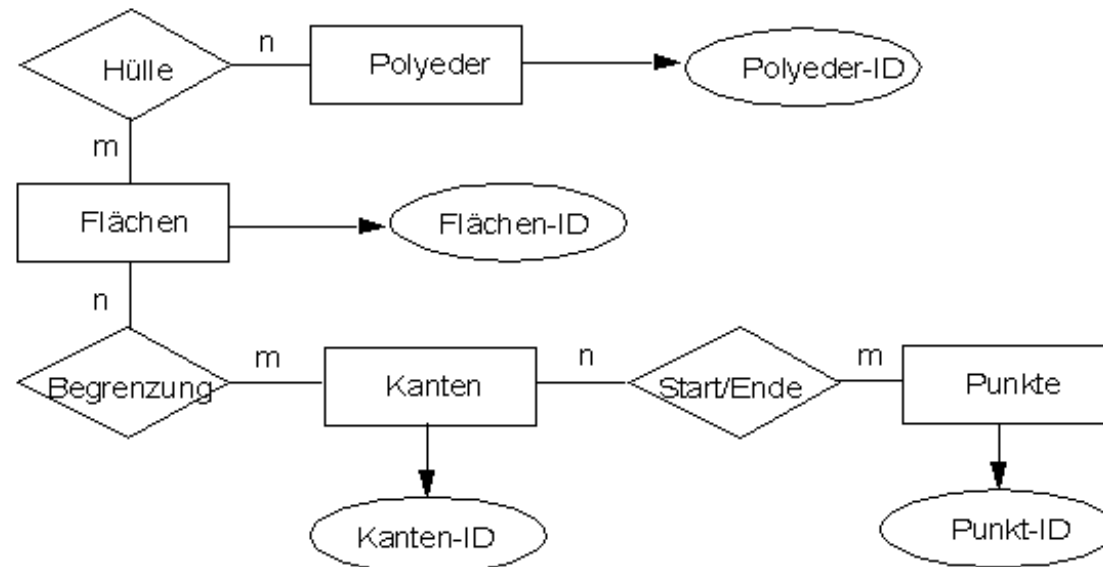 Hülle
n
Polyeder
Polyeder-ID
m
Flächen
Flächen-ID
n
Begrenzung
m
Kanten
n
Start/Ende
m
Punkte
Kanten-ID
Punkt-ID